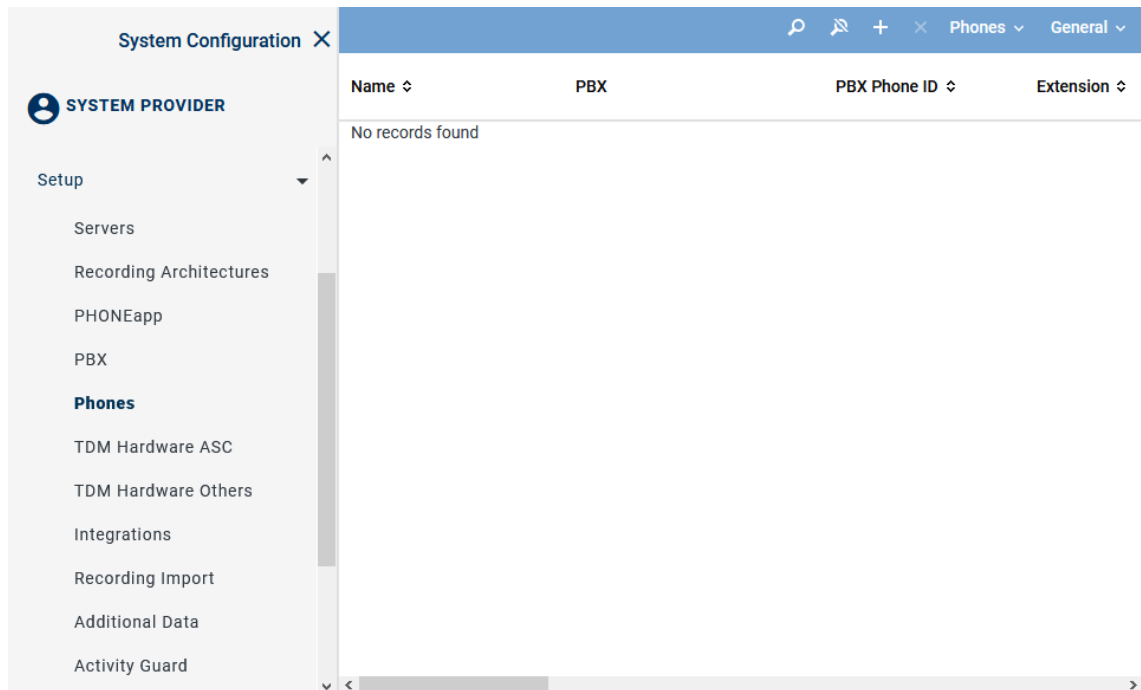 System Configuration
SYSTEM PROVIDER
Setup
Servers
Recording Architectures
PHONEapp
PBX
Phones
TDM Hardware ASC
TDM Hardware Others
Integrations
Recording Import
Additional Data
Activity Guard
Phones General
Name PBX PBX Phone ID Extension
No records found